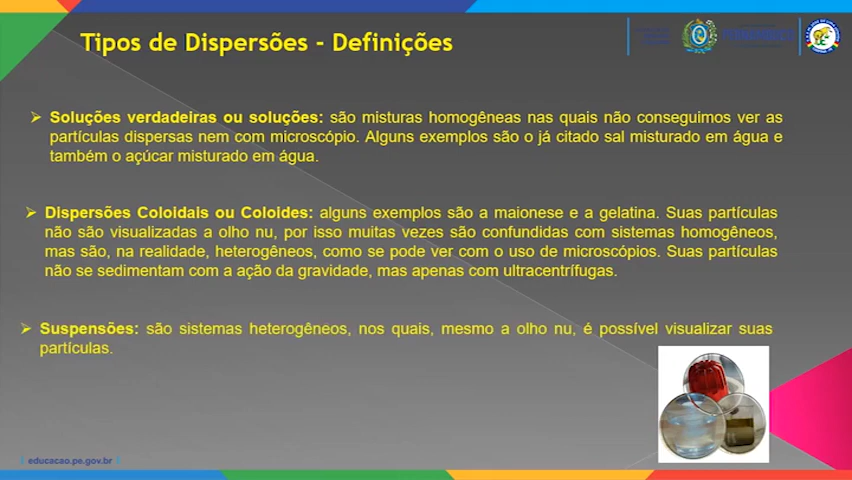 Tipos de Dispersões - Definições
Soluções verdadeiras ou soluções: são misturas homogêneas nas quais não conseguimos ver as
partículas dispersas nem com microscópio. Alguns exemplos são o já citado sal misturado em água e
também o açúcar misturado em água.
Dispersões Coloidais ou Coloides: alguns exemplos são a maionese e a gelatina. Suas partículas
não são visualizadas a olho nu, por isso muitas vezes são confundidas com sistemas homogêneos,
mas são, na realidade, heterogêneos, como se pode ver com o uso de microscópios. Suas partículas
não se sedimentam com a ação da gravidade, mas apenas com ultracentrífugas.
Suspensões: são sistemas heterogêneos, nos quais, mesmo a olho nu, é possível visualizar suas
partículas.
educacao.pe.gov.br